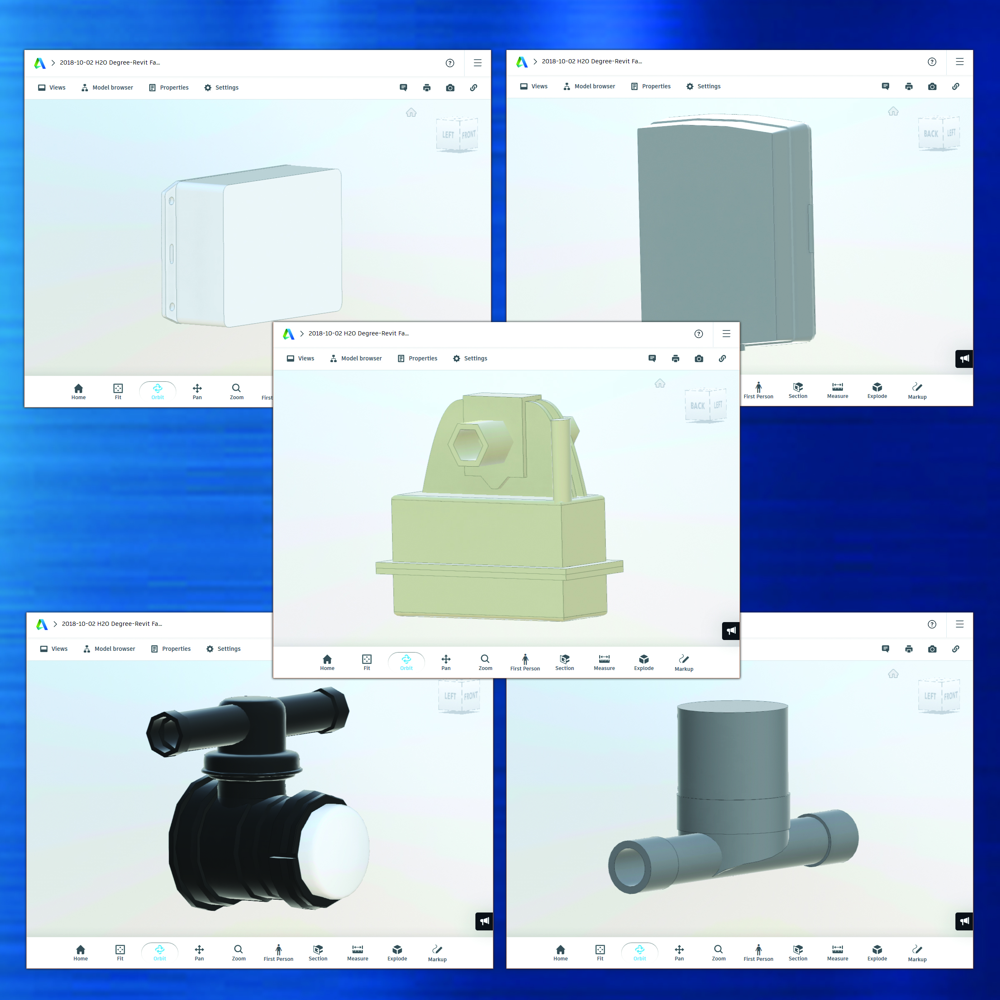 2018-10-02 H2O Degree-Revit Fa...
Views Model browser Properties Settings
LEFT FRONT
Home Fit Orbit Pan Zoom First
2018-10-02 H2O Degree-Revit Fa...
Views Model browser Properties Settings
BACK LEFT
First Person Section Measure Explode Markup
2018-10-02 H2O Degree-Revit Fa...
Views Model browser Properties Settings
BACK LEFT
Home Fit Orbit Pan Zoom First Person Section Measure Explode Markup
2018-10-02 H2O Degree-Revit Fa...
Views Model browser Properties Settings
LEFT FRONT
Home Fit Orbit Pan Zoom First Person Section Measure Explode Markup
LEFT FRONT
Home Fit Orbit Pan Zoom First Person Section Measure Explode Markup